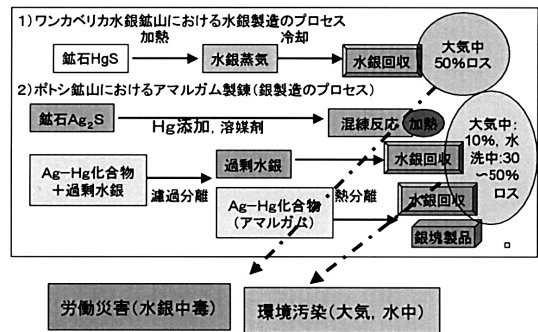 1)ワンカベリカ水銀鉱山における水銀製造のプロセス
加熱
冷却
鉱石HgS
水銀蒸気
水銀回収
大気中
50%ロス
2)ポトシ鉱山におけるアマルガム製錬(銀製造のプロセス)
鉱石Ag₂S
Hg添加, 溶媒剤
混練反応
加熱
大気中:
10%, 水
洗中:30
~50%
ロス
Ag-Hg化合物
+過剰水銀
濾過分離
過剰水銀
水銀回収
Ag-Hg化合物
(アマルガム)
熱分離
水銀回収
銀塊製品
労働災害(水銀中毒)
環境汚染(大気, 水中)